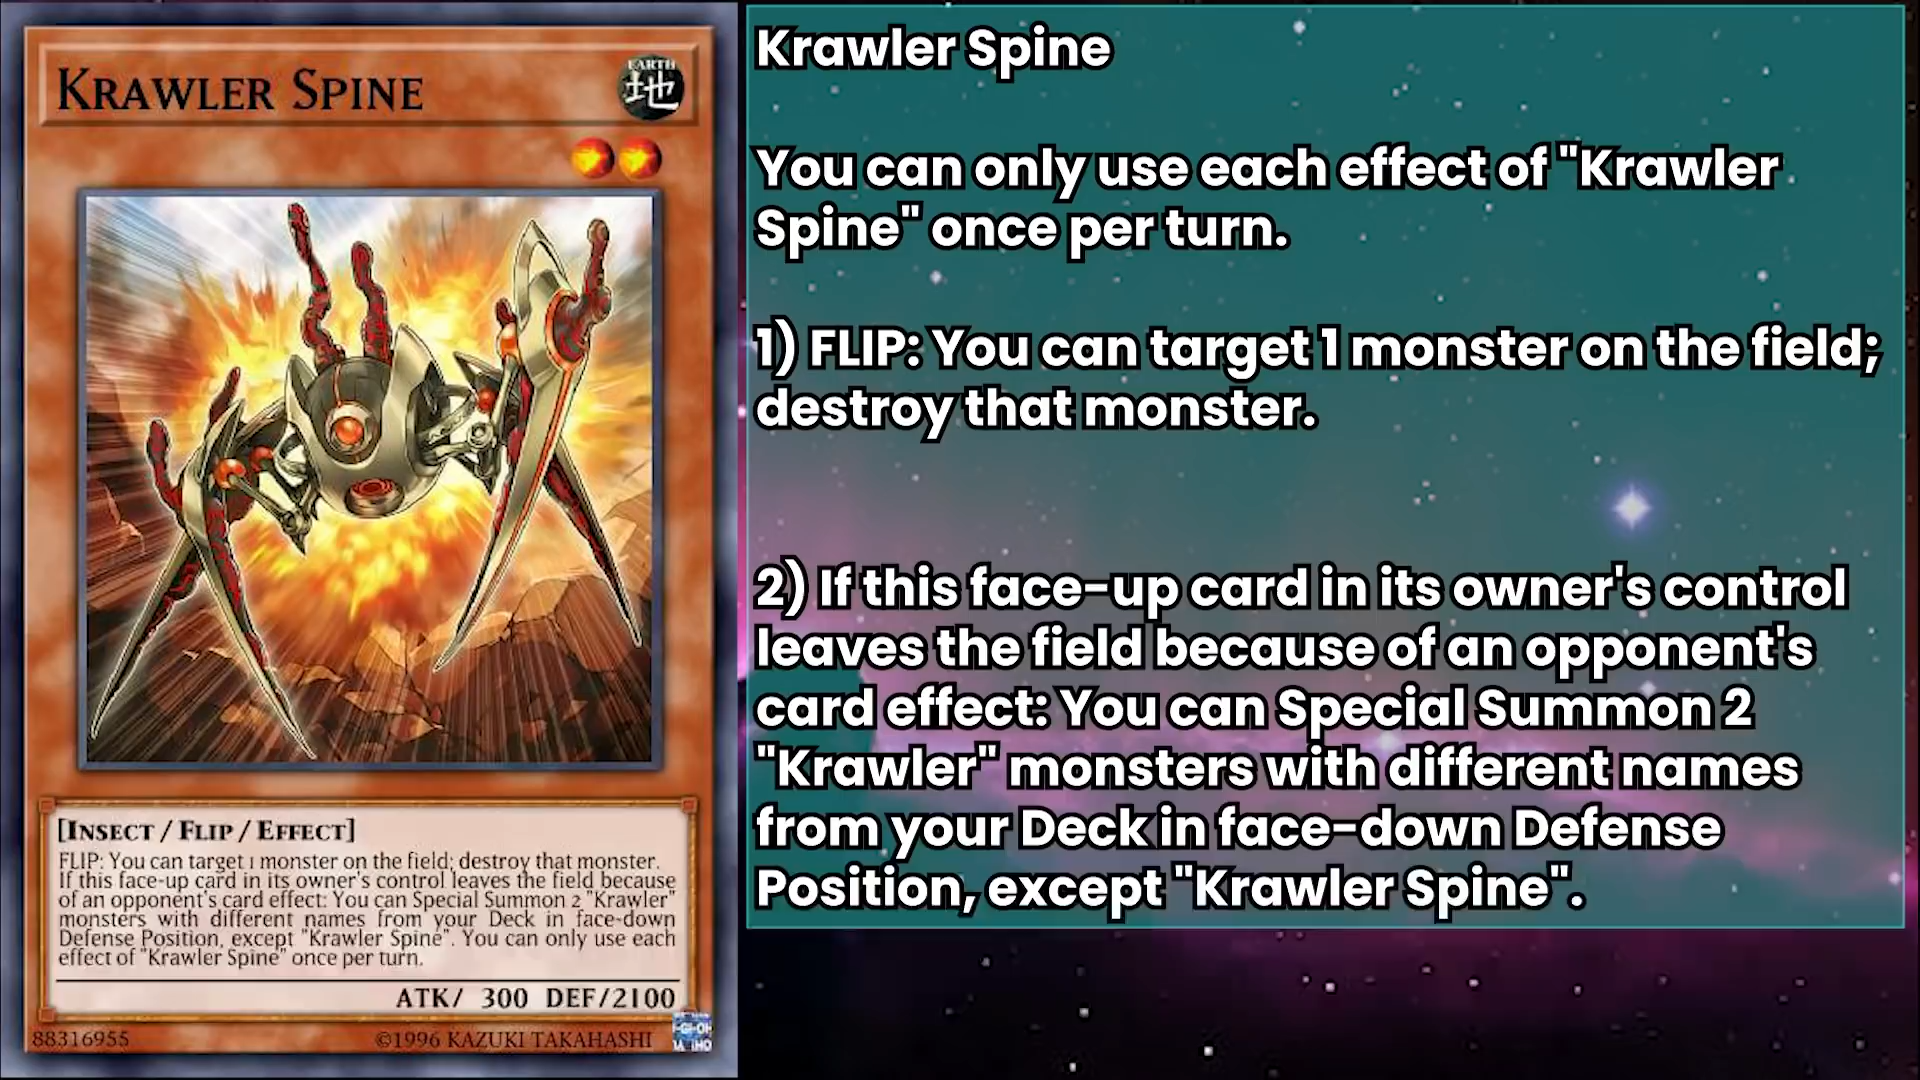 KRAWLER SPINE
EARTH
地
[INSECT / FLIP / EFFECT]
FLIP: You can target 1 monster on the field; destroy that monster.
If this face-up card in its owner's control leaves the field because
of an opponent's card effect: You can Special Summon 2 "Krawler"
monsters with different names from your Deck in face-down
Defense Position, except "Krawler Spine". You can only use each
effect of "Krawler Spine" once per turn.
ATK/ 300 DEF/2100
88316955
©1996 KAZUKI TAKAHASHI
Krawler Spine
You can only use each effect of "Krawler
Spine" once per turn.
1) FLIP: You can target 1 monster on the field;
destroy that monster.
2) If this face-up card in its owner's control
leaves the field because of an opponent's
card effect: You can Special Summon 2
"Krawler" monsters with different names
from your Deck in face-down Defense
Position, except "Krawler Spine".